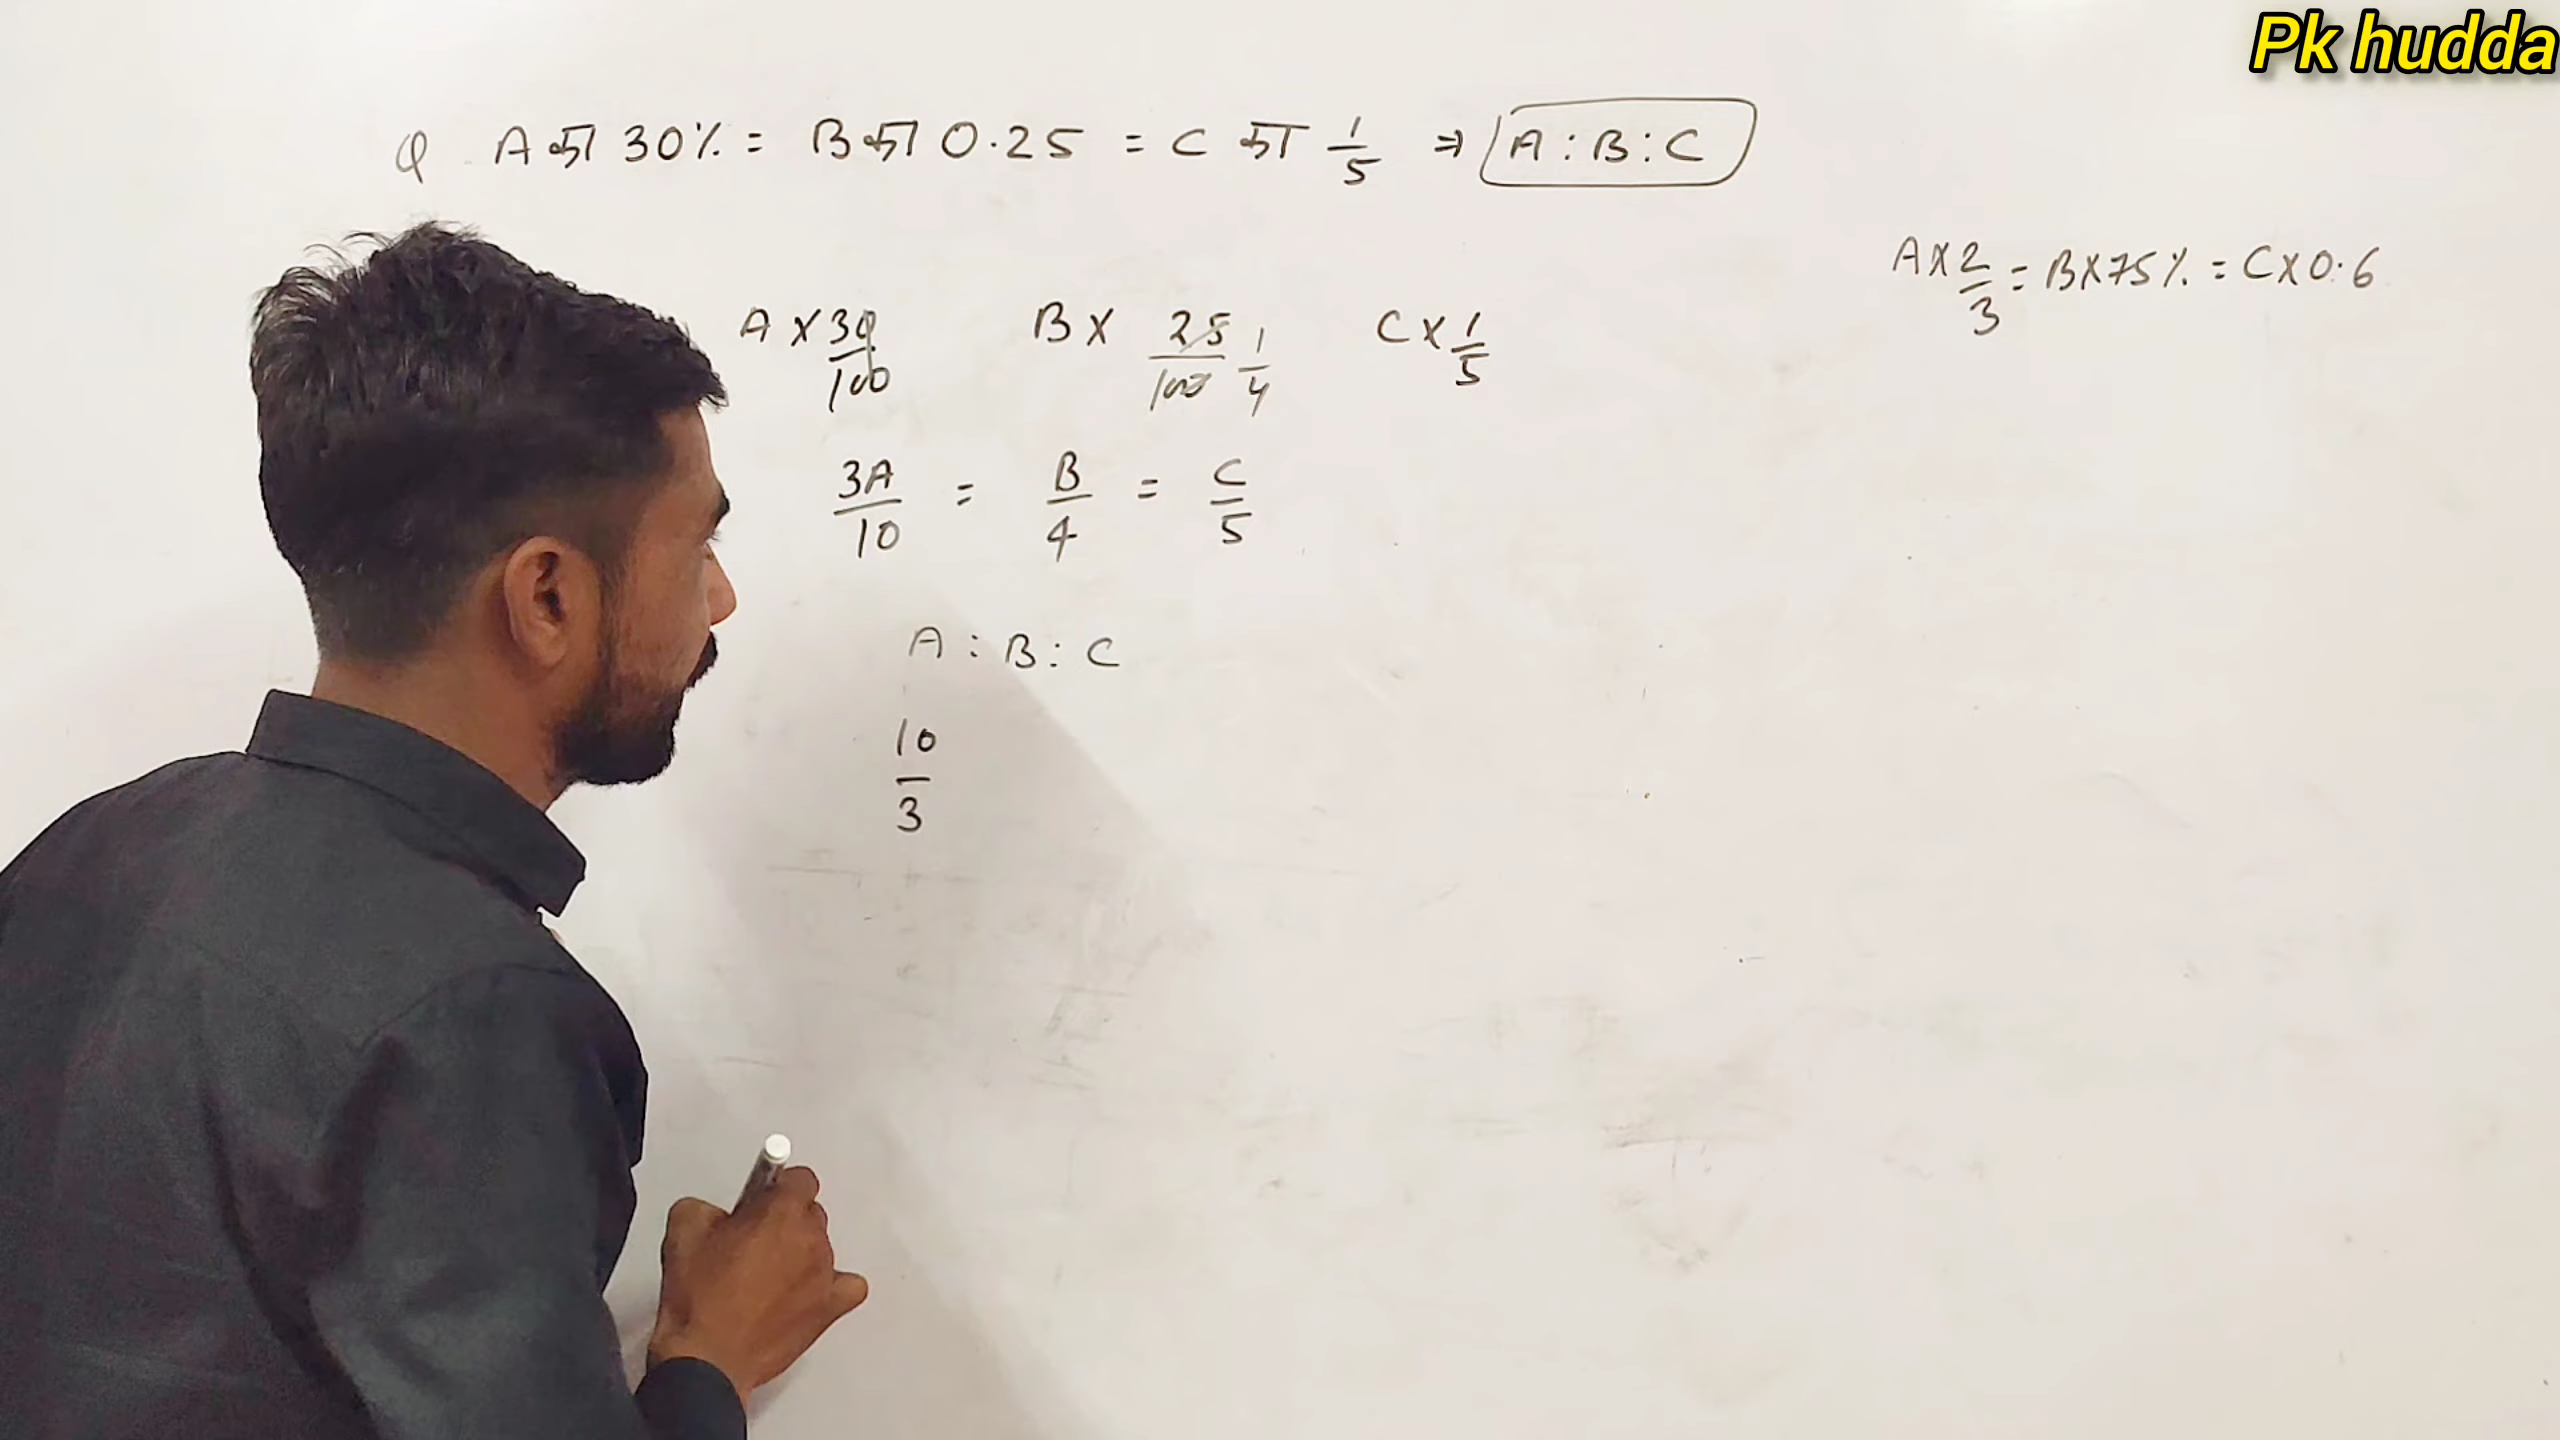 Pk hudda
Q A का 30% = B का 0.25 = C का 1/5 ⇒ A : B : C
A × 2/3 = B × 75% = C × 0.6
A × 30/100 B × 25/100 1/4 C × 1/5
3A/10 = B/4 = C/5
A : B : C
10/3